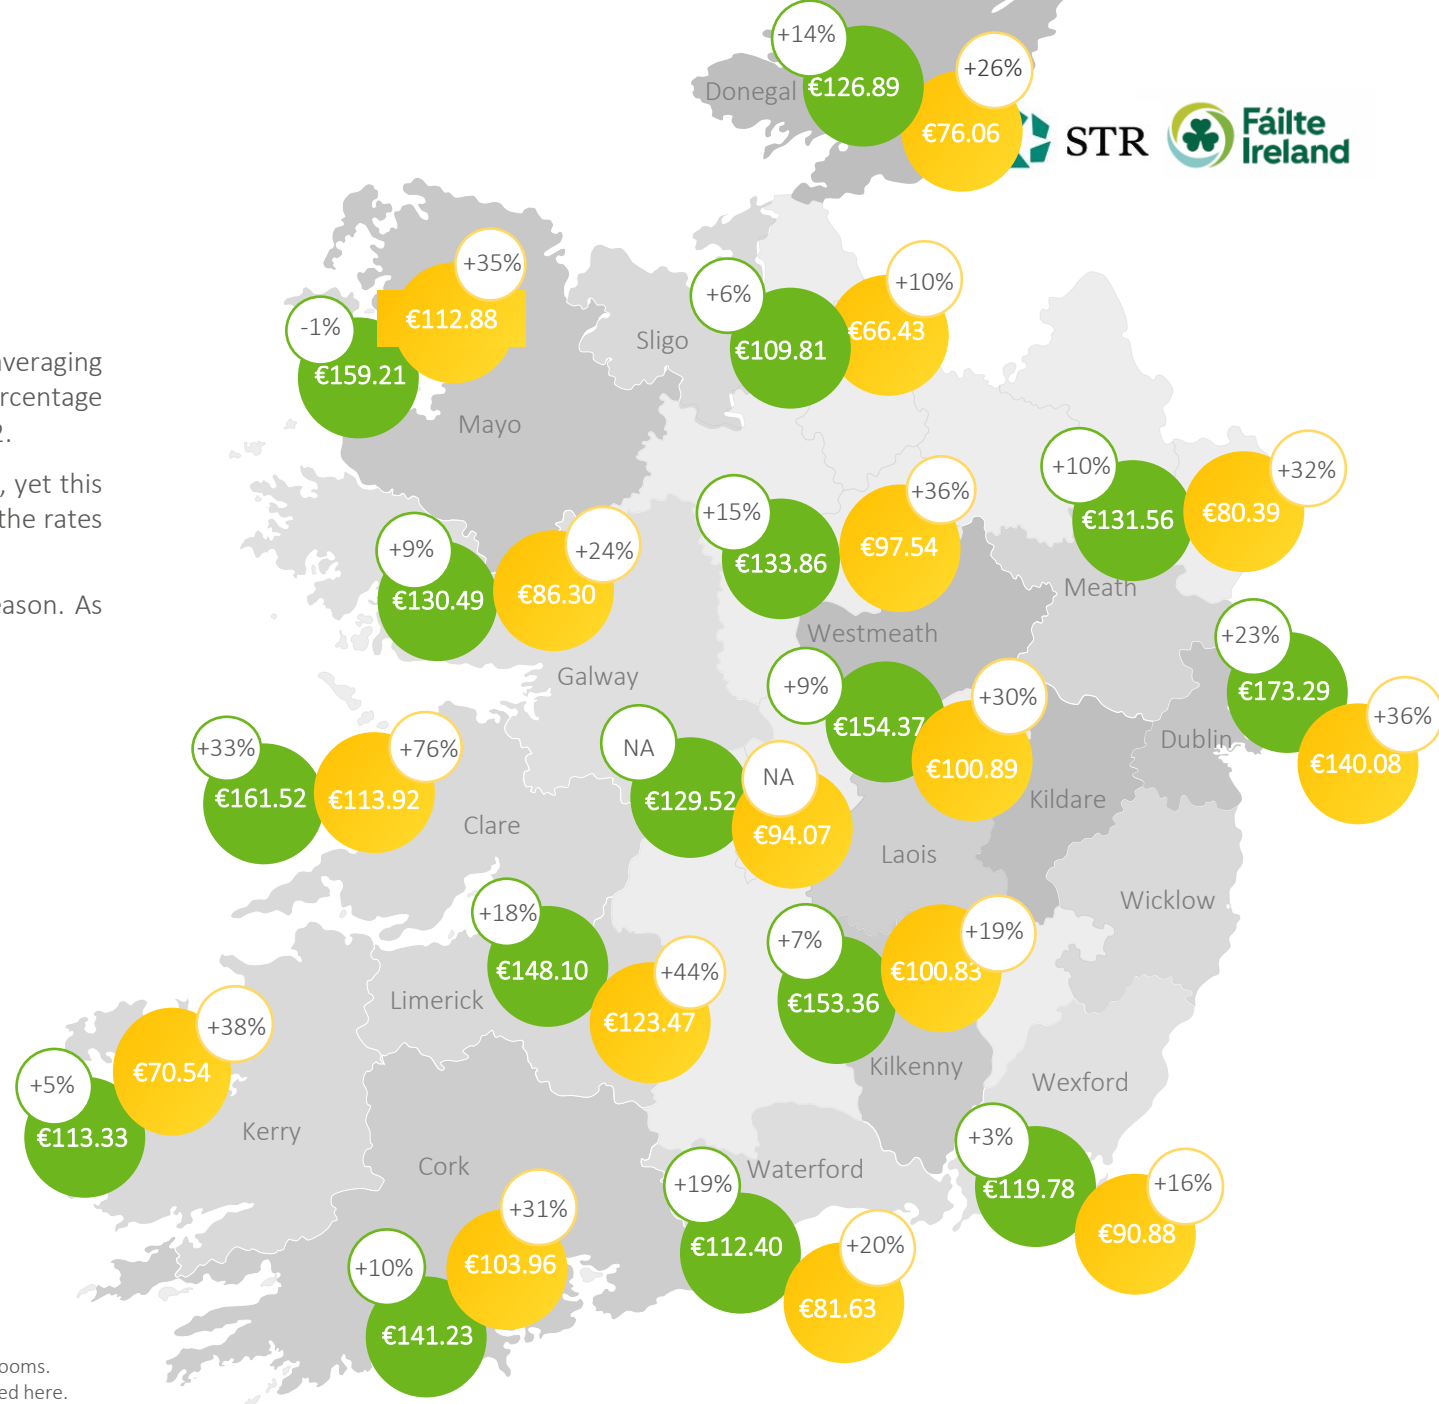 +14%
+26%
Donegal
€126.89
€76.06
STR
Fáilte
Ireland
+35%
-1%
€112.88
€159.21
Mayo
Sligo
+6%
+10%
€109.81
€66.43
averaging
rcentage
2.
, yet this
the rates
eason. As
+10%
+32%
€131.56
€80.39
Meath
+15%
+36%
€133.86
€97.54
Westmeath
+9%
+24%
€130.49
€86.30
Galway
+23%
€173.29
+36%
€140.08
Dublin
+9%
+30%
€154.37
€100.89
Kildare
+33%
+76%
€161.52
€113.92
Clare
NA
NA
€129.52
€94.07
Laois
Wicklow
+18%
+44%
€148.10
€123.47
Limerick
+7%
+19%
€153.36
€100.83
Kilkenny
Wexford
+38%
+5%
€70.54
€113.33
Kerry
Cork
+31%
+10%
€103.96
€141.23
Waterford
+19%
+20%
€112.40
€81.63
+3%
+16%
€119.78
€90.88
ooms.
ed here.